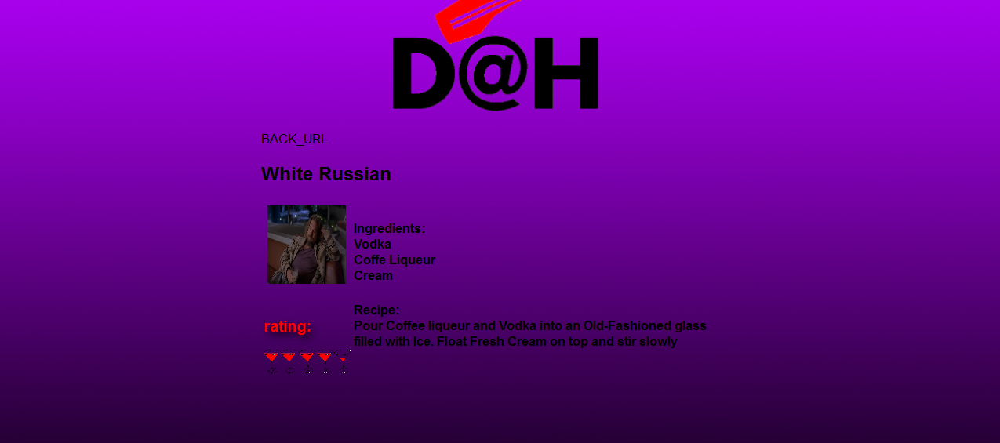 D@H
BACK_URL
White Russian
Ingredients:
Vodka
Coffe Liqueur
Cream
Recipe:
Pour Coffee liqueur and Vodka into an Old-Fashioned glass
filled with Ice. Float Fresh Cream on top and stir slowly
rating: